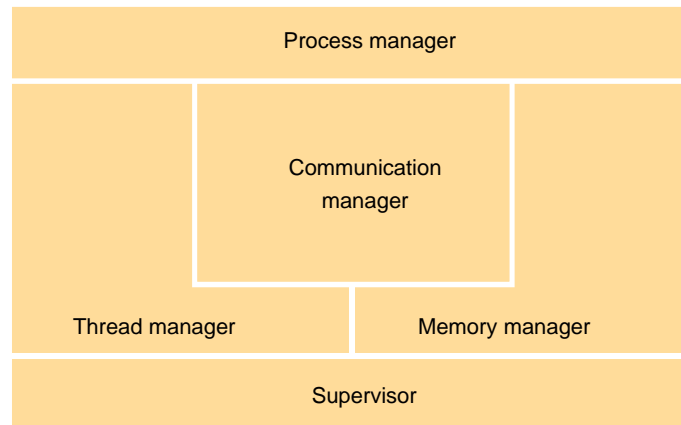 Process manager
Communication
manager
Thread manager
Memory manager
Supervisor